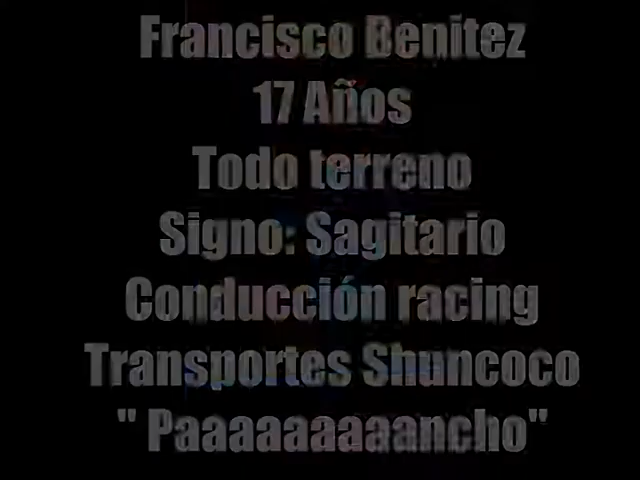 Francisco Benitez
17 Años
Todo terreno
Signo: Sagitario
Conducción racing
Transportes Shuncoco
" Paaaaaaaaancho"